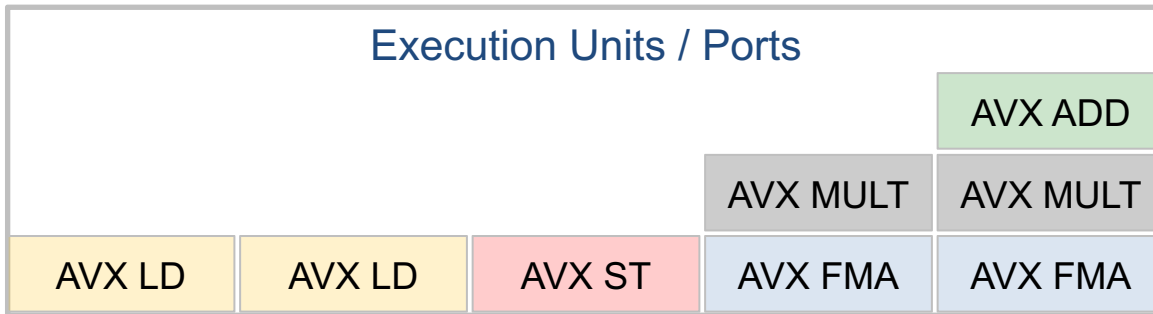 Execution Units / Ports
AVX ADD
AVX MULT AVX MULT
AVX LD AVX LD AVX ST AVX FMA AVX FMA